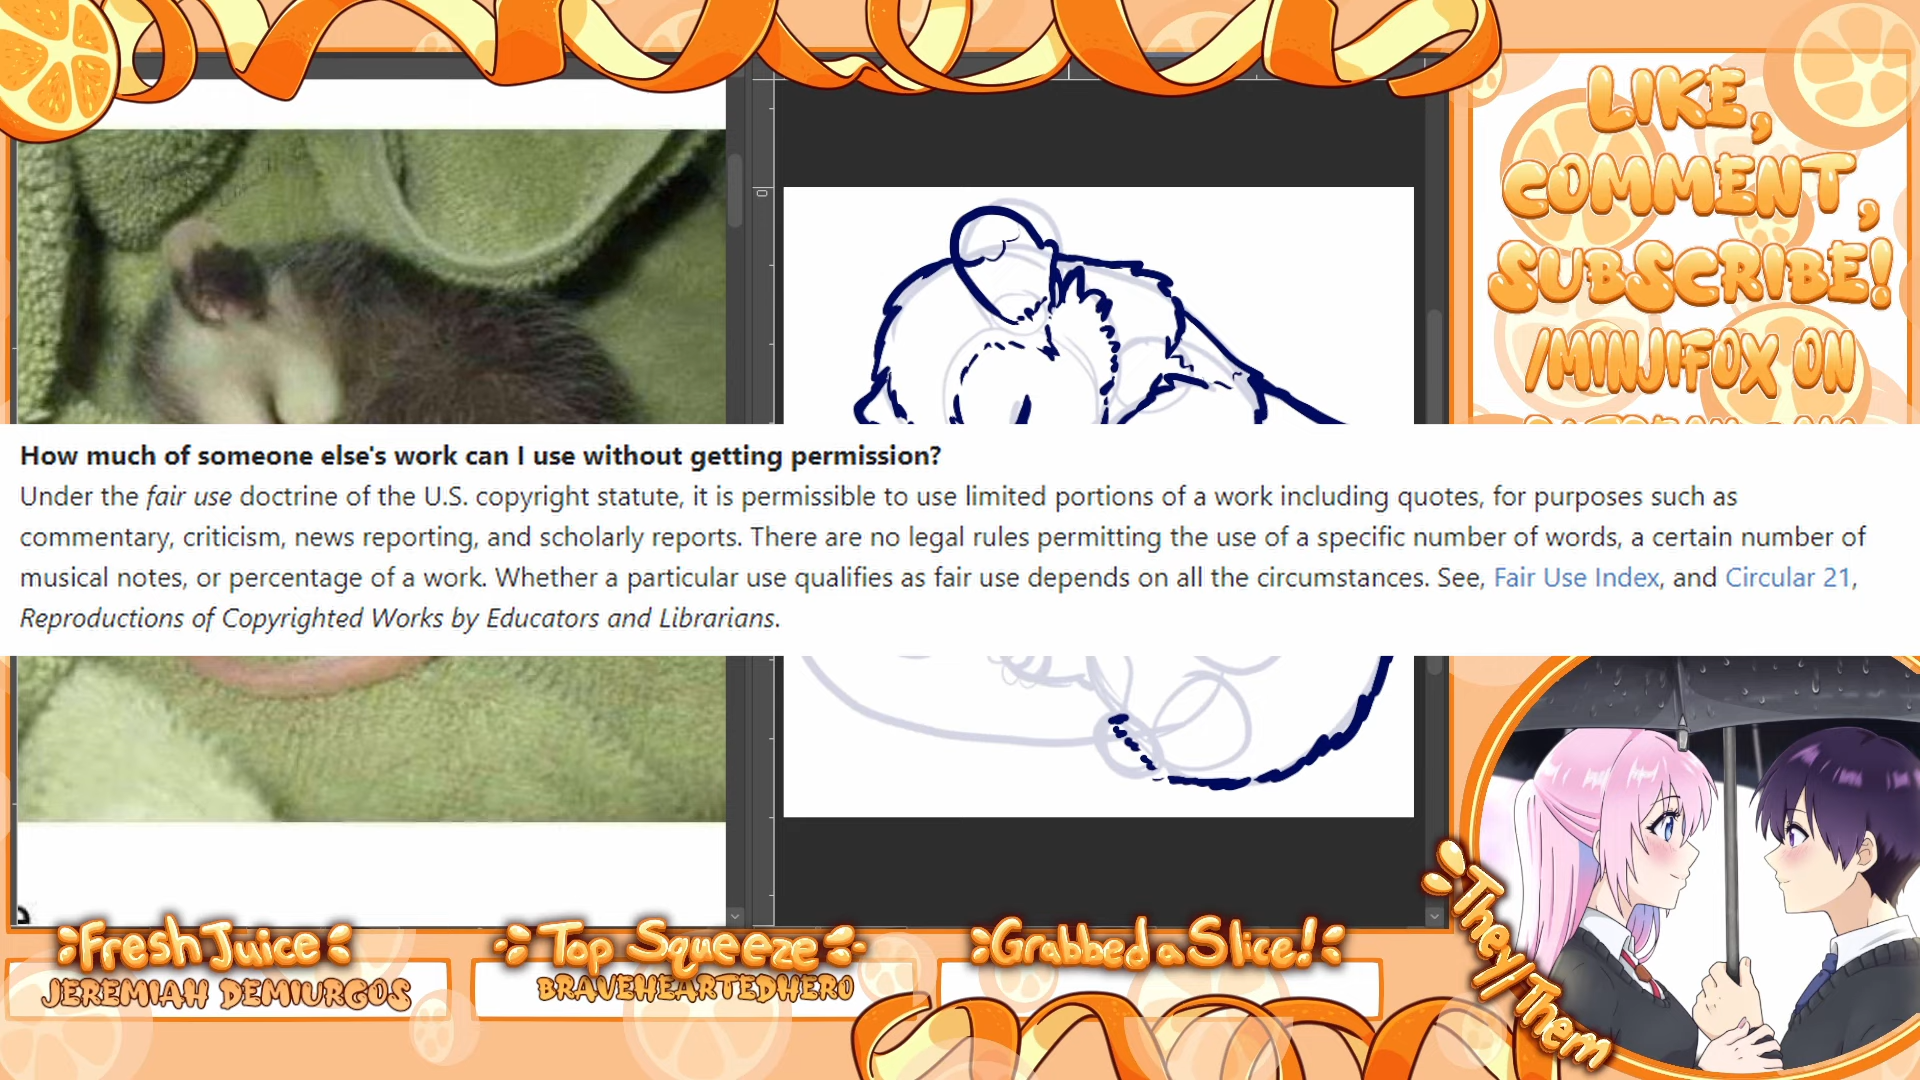 LIKE,
COMMENT,
SUBSCRIBE!
/MINJIFOX ON
How much of someone else's work can I use without getting permission?
Under the fair use doctrine of the U.S. copyright statute, it is permissible to use limited portions of a work including quotes, for purposes such as
commentary, criticism, news reporting, and scholarly reports. There are no legal rules permitting the use of a specific number of words, a certain number of
musical notes, or percentage of a work. Whether a particular use qualifies as fair use depends on all the circumstances. See, Fair Use Index, and Circular 21,
Reproductions of Copyrighted Works by Educators and Librarians.
They/Them
Fresh Juice
JEREMIAH DEMIURGOS
Top Squeeze
BRAVEHEARTEDHERO
Grabbed a Slice!
0